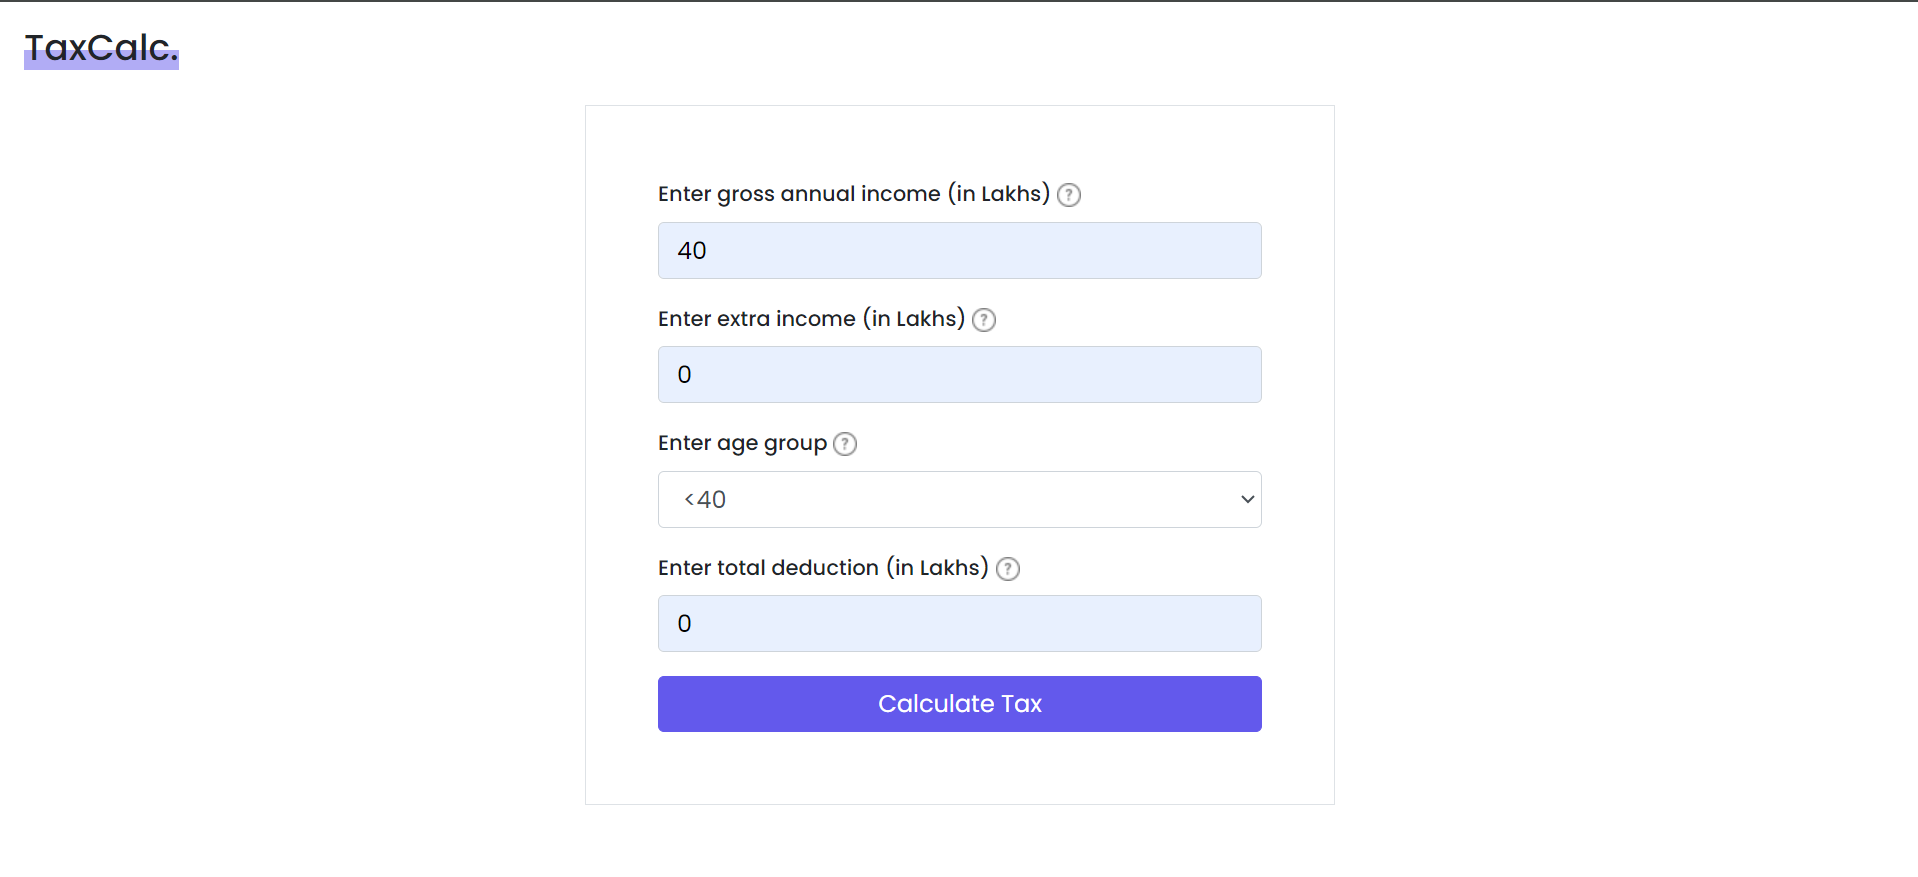 TaxCalc.
Enter gross annual income (in Lakhs) ?
40
Enter extra income (in Lakhs) ?
0
Enter age group ?
<40
Enter total deduction (in Lakhs) ?
0
Calculate Tax